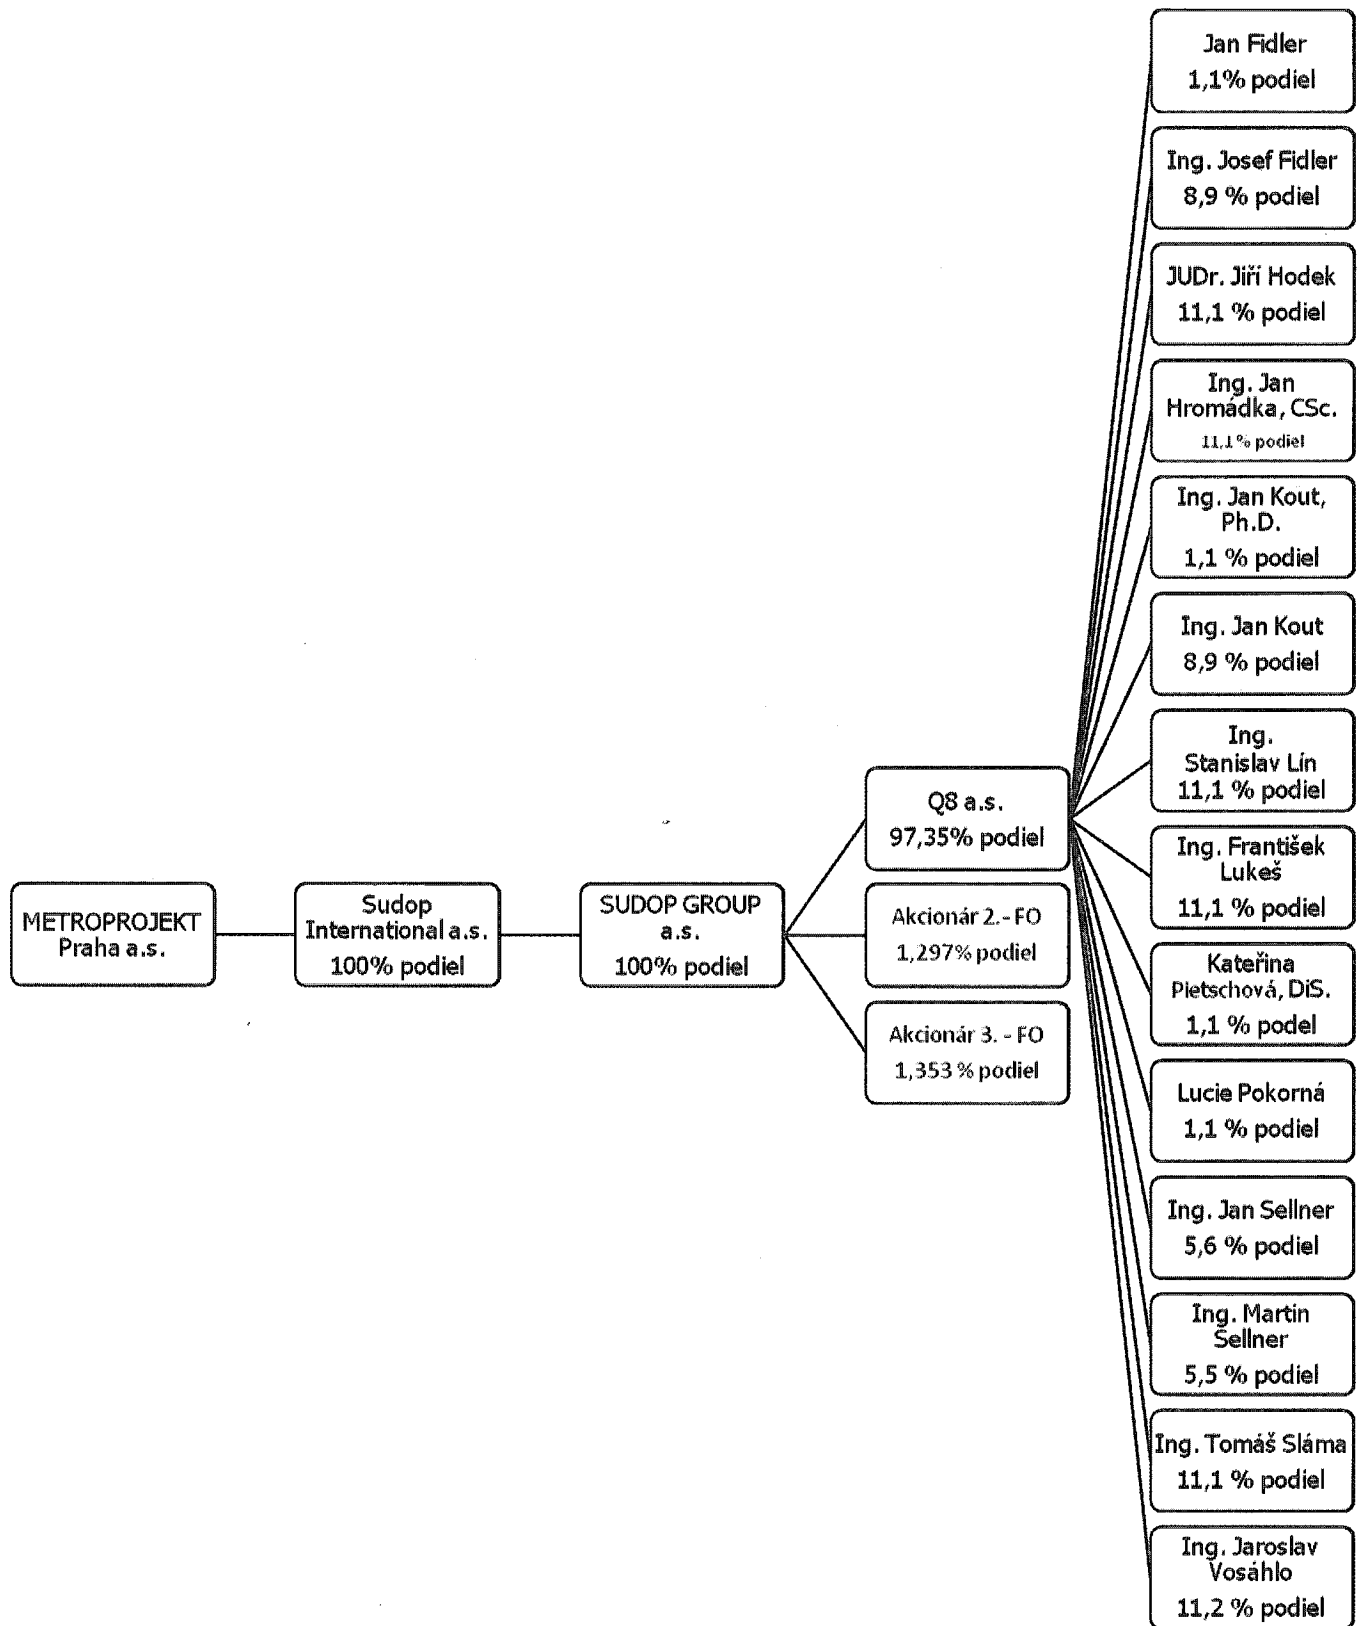 METROPROJEKT
Praha a.s.
Sudop
International a.s.
100% podiel
SUDOP GROUP
a.s.
100% podiel
Q8 a.s.
97,35% podiel
Akcionár 2.- FO
1,297% podiel
Akcionár 3. - FO
1,353 % podiel
Jan Fidler
1,1% podiel
Ing. Josef Fidler
8,9 % podiel
JUDr. Jiří Hodek
11,1 % podiel
Ing. Jan
Hromádka, CSc.
11,1% podiel
Ing. Jan Kout,
Ph.D.
1,1 % podiel
Ing. Jan Kout
8,9 % podiel
Ing.
Stanislav Lín
11,1 % podiel
Ing. František
Lukeš
11,1 % podiel
Kateřina
Pietschová, DiS.
1,1 % podel
Lucie Pokorná
1,1 % podiel
Ing. Jan Sellner
5,6 % podiel
Ing. Martin
Sellner
5,5 % podiel
Ing. Tomáš Sláma
11,1 % podiel
Ing. Jaroslav
Vosáhlo
11,2 % podiel